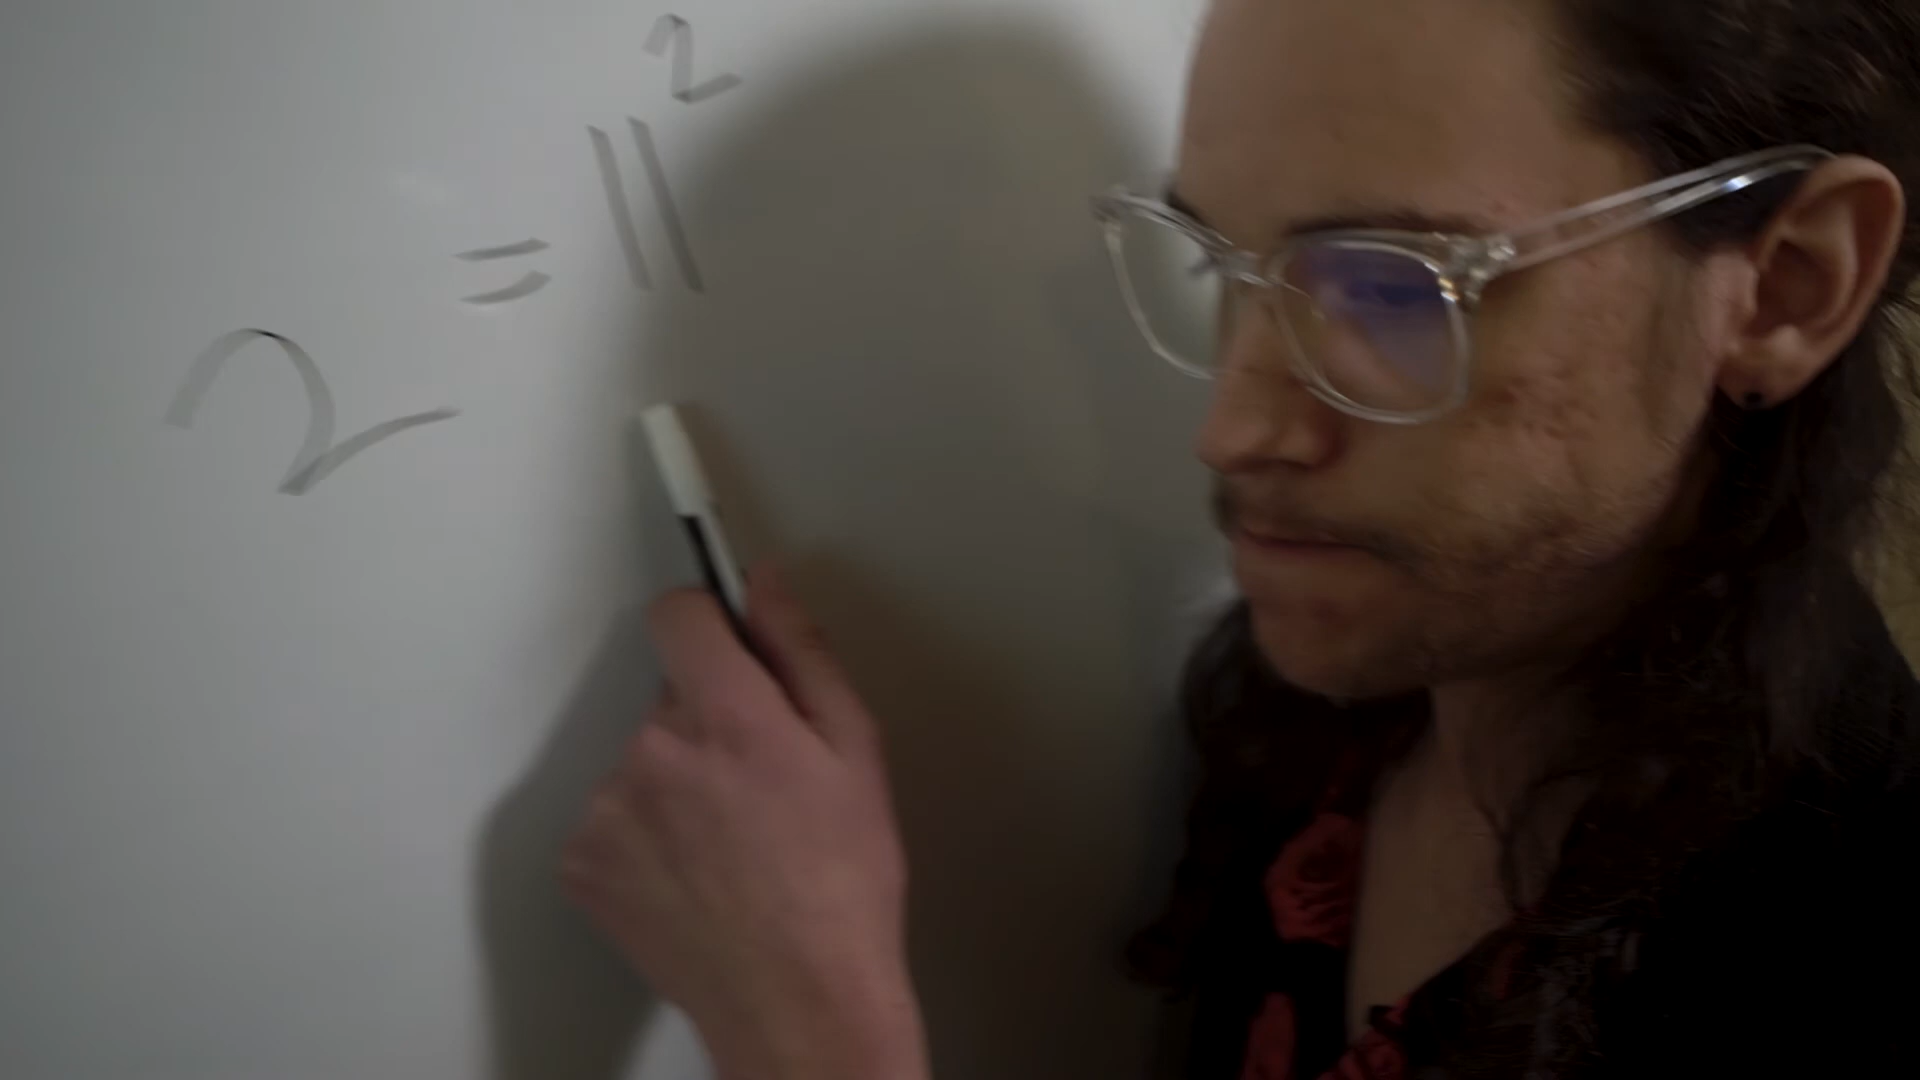 2 = 11²